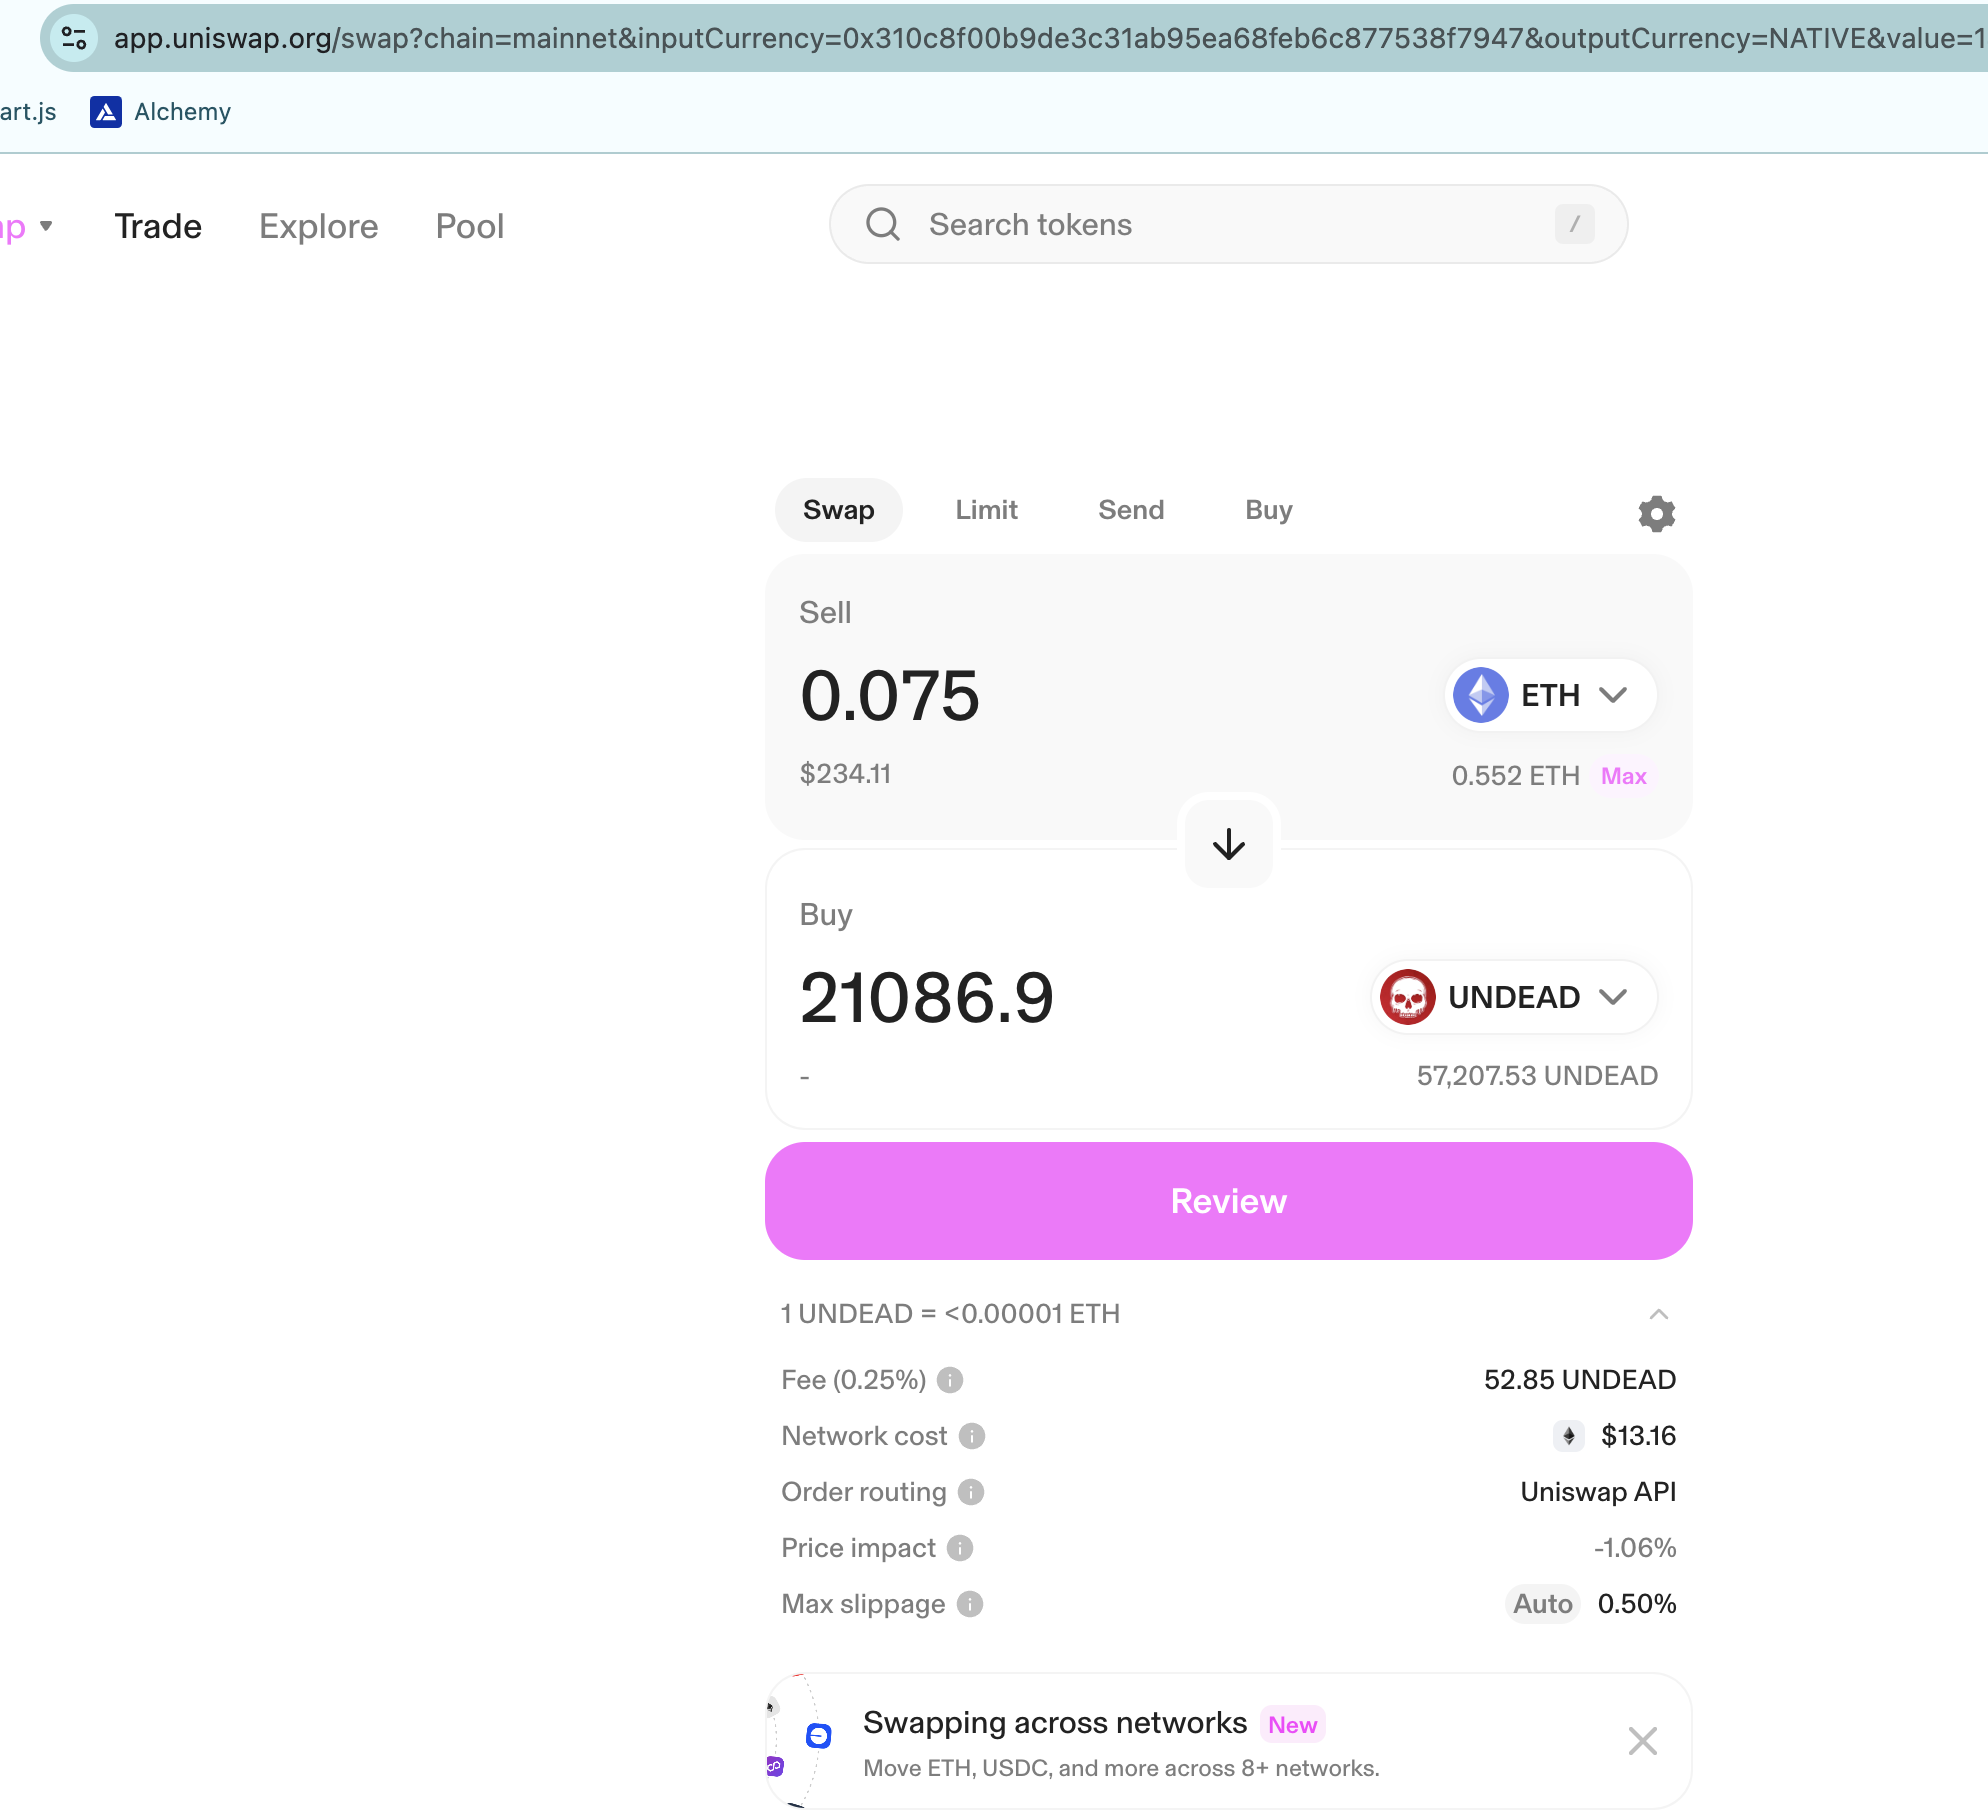 app.uniswap.org/swap?chain=mainnet&inputCurrency=0x310c8f00b9de3c31ab95ea68feb6c877538f7947&outputCurrency=NATIVE&value=1
art.js Alchemy
ap Trade Explore Pool Search tokens /
Swap Limit Send Buy
Sell
0.075 ETH
$234.11 0.552 ETH Max
Buy
21086.9 UNDEAD
- 57,207.53 UNDEAD
Review
1 UNDEAD = <0.00001 ETH
Fee (0.25%) 52.85 UNDEAD
Network cost $13.16
Order routing Uniswap API
Price impact -1.06%
Max slippage Auto 0.50%
Swapping across networks New
Move ETH, USDC, and more across 8+ networks.